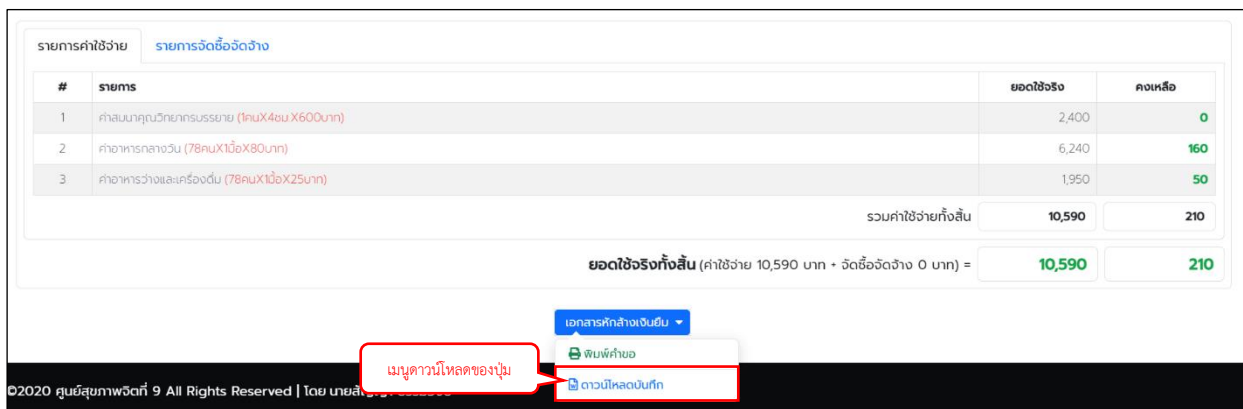 รายการค่าใช้จ่าย รายการจัดซื้อจัดจ้าง
# รายการ ยอดใช้จริง คงเหลือ
1 ค่าสมนาคุณวิทยากรบรรยาย (1คนX4ชม.X600บาท) 2,400 0
2 ค่าอาหารกลางวัน (78คนX1มื้อX80บาท) 6,240 160
3 ค่าอาหารว่างและเครื่องดื่ม (78คนX1มื้อX25บาท) 1,950 50
รวมค่าใช้จ่ายทั้งสิ้น 10,590 210
ยอดใช้จริงทั้งสิ้น (ค่าใช้จ่าย 10,590 บาท + จัดซื้อจัดจ้าง 0 บาท) = 10,590 210
เอกสารหักล้างเงินยืม
พิมพ์คำขอ
เมนูดาวน์โหลดของปุ่ม
ดาวน์โหลดบันทึก
©2020 ศูนย์สุขภาพจิตที่ 9 All Rights Reserved | โดย